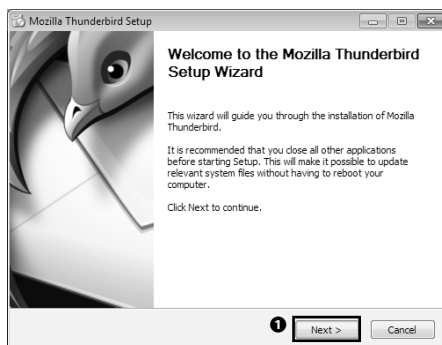 Mozilla Thunderbird Setup
Welcome to the Mozilla Thunderbird
Setup Wizard
This wizard will guide you through the installation of Mozilla
Thunderbird.
It is recommended that you close all other applications
before starting Setup. This will make it possible to update
relevant system files without having to reboot your
computer.
Click Next to continue.
❶ Next > Cancel